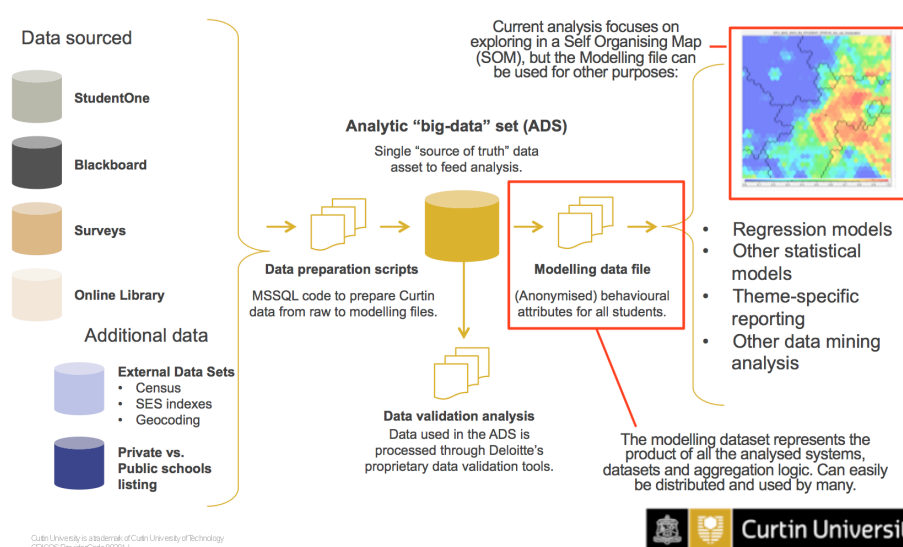 Data sourced
StudentOne
Blackboard
Surveys
Online Library
Additional data
External Data Sets
• Census
• SES indexes
• Geocoding
Private vs.
Public schools
listing
Data preparation scripts
MSSQL code to prepare Curtin
data from raw to modelling files.
Analytic “big-data” set (ADS)
Single “source of truth” data
asset to feed analysis.
Data validation analysis
Data used in the ADS is
processed through Deloitte’s
proprietary data validation tools.
Modelling data file
(Anonymised) behavioural
attributes for all students.
Current analysis focuses on
exploring in a Self Organising Map
(SOM), but the Modelling file can
be used for other purposes:
• Regression models
• Other statistical
models
• Theme-specific
reporting
• Other data mining
analysis
The modelling dataset represents the
product of all the analysed systems,
datasets and aggregation logic. Can easily
be distributed and used by many.
Curtin University is a trademark of Curtin University of Technology
Curtin Universit